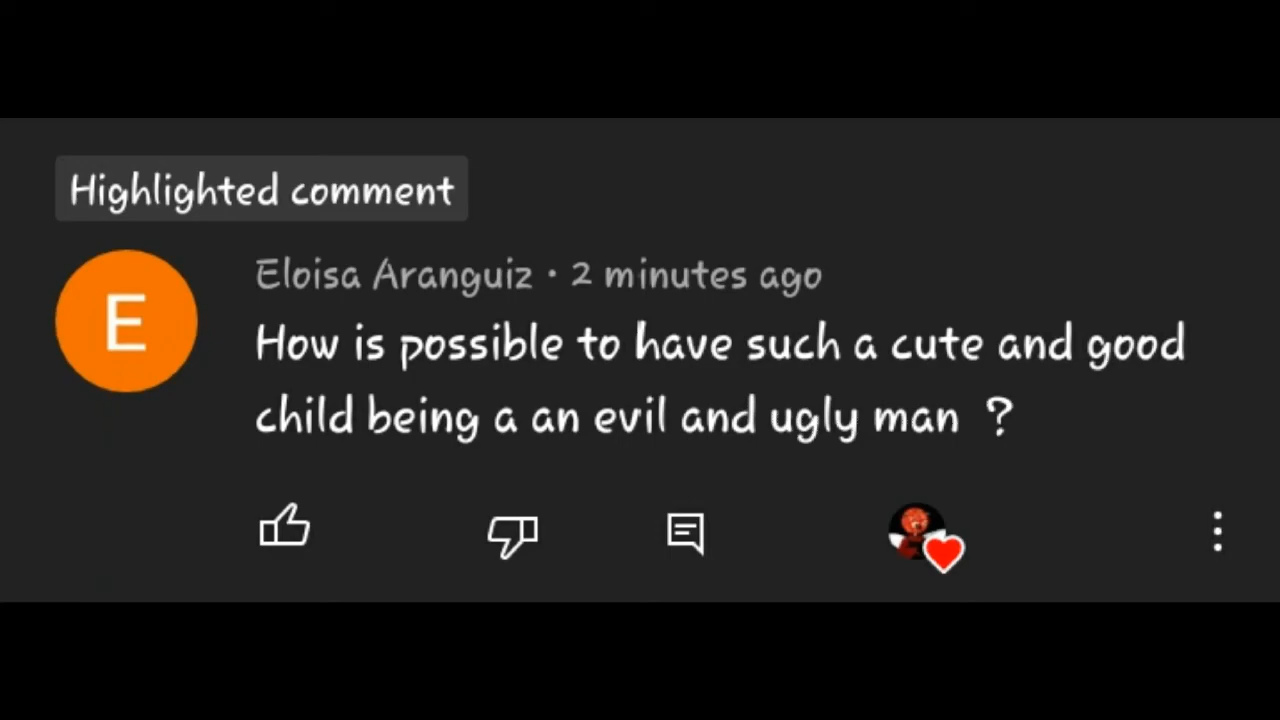 Highlighted comment
E
Eloisa Aranguiz • 2 minutes ago
How is possible to have such a cute and good
child being a an evil and ugly man ?